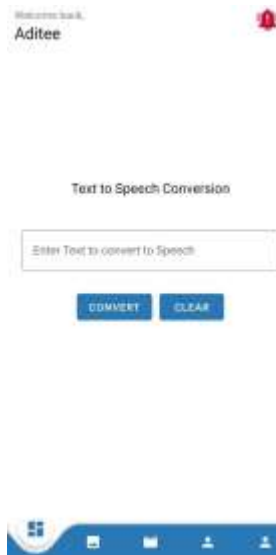 Welcome back,
Aditee
Text to Speech Conversion
Enter Text to convert to Speech
CONVERT CLEAR